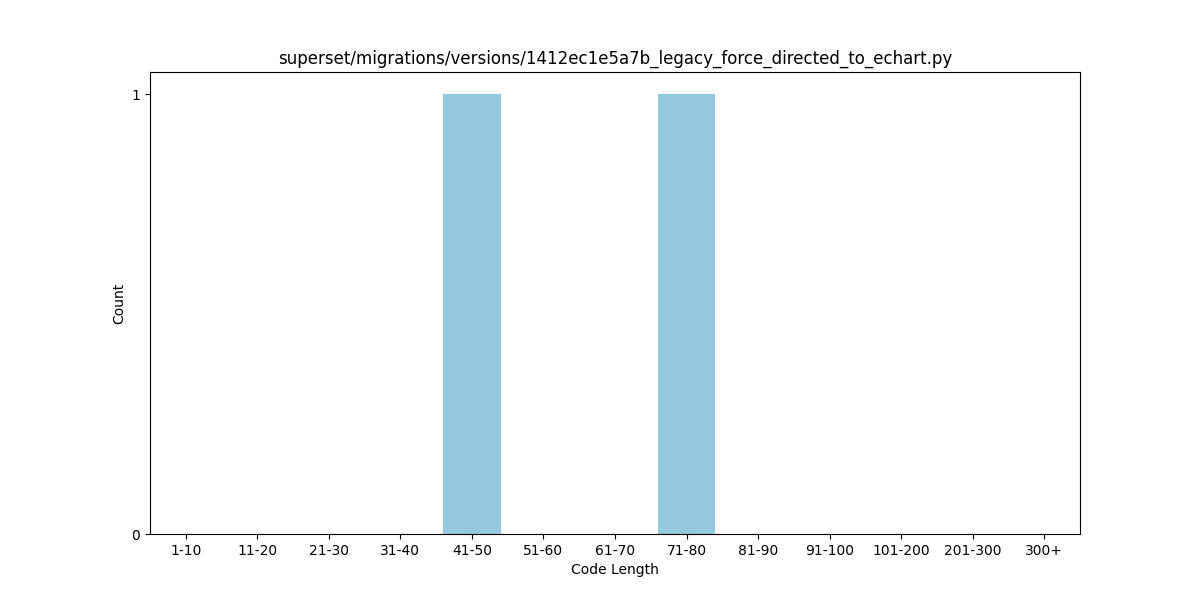 superset/migrations/versions/1412ec1e5a7b_legacy_force_directed_to_echart.py
Count
1
0
1-10 11-20 21-30 31-40 41-50 51-60 61-70 71-80 81-90 91-100 101-200 201-300 300+
Code Length